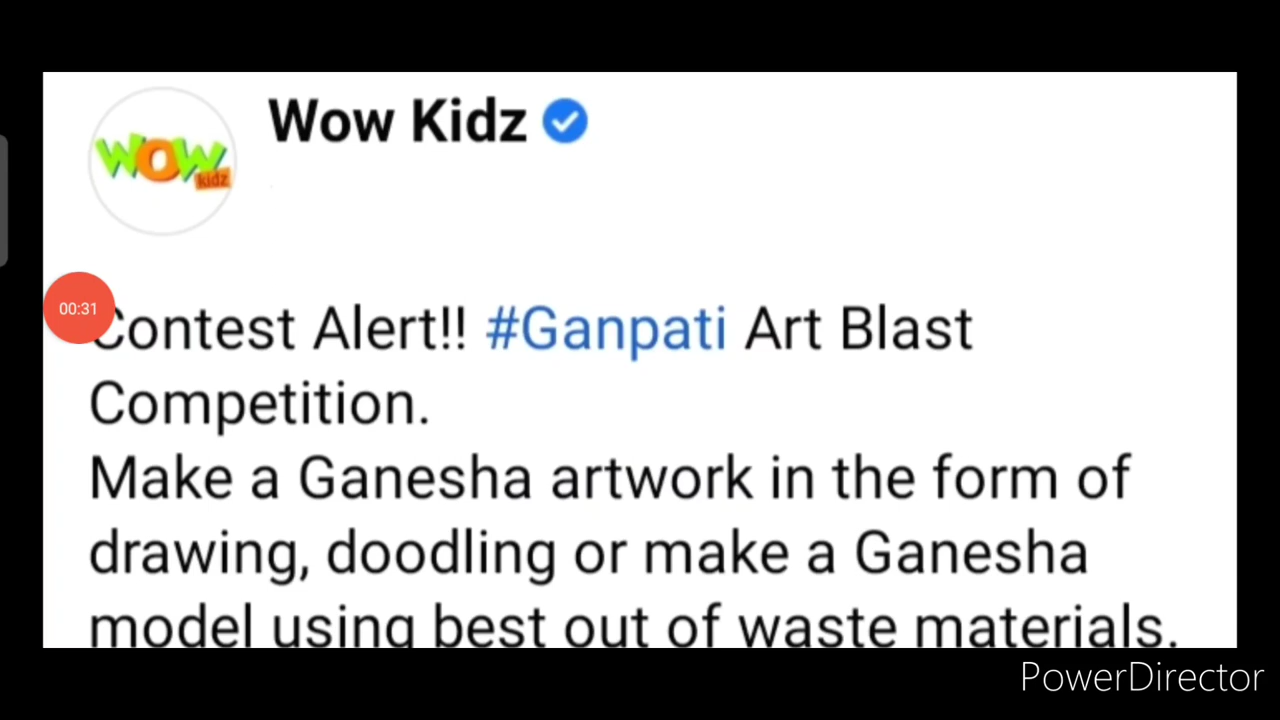 Wow Kidz
WOW
kidz
00:31
Contest Alert!! #Ganpati Art Blast
Competition.
Make a Ganesha artwork in the form of
drawing, doodling or make a Ganesha
model using best out of waste materials.
PowerDirector